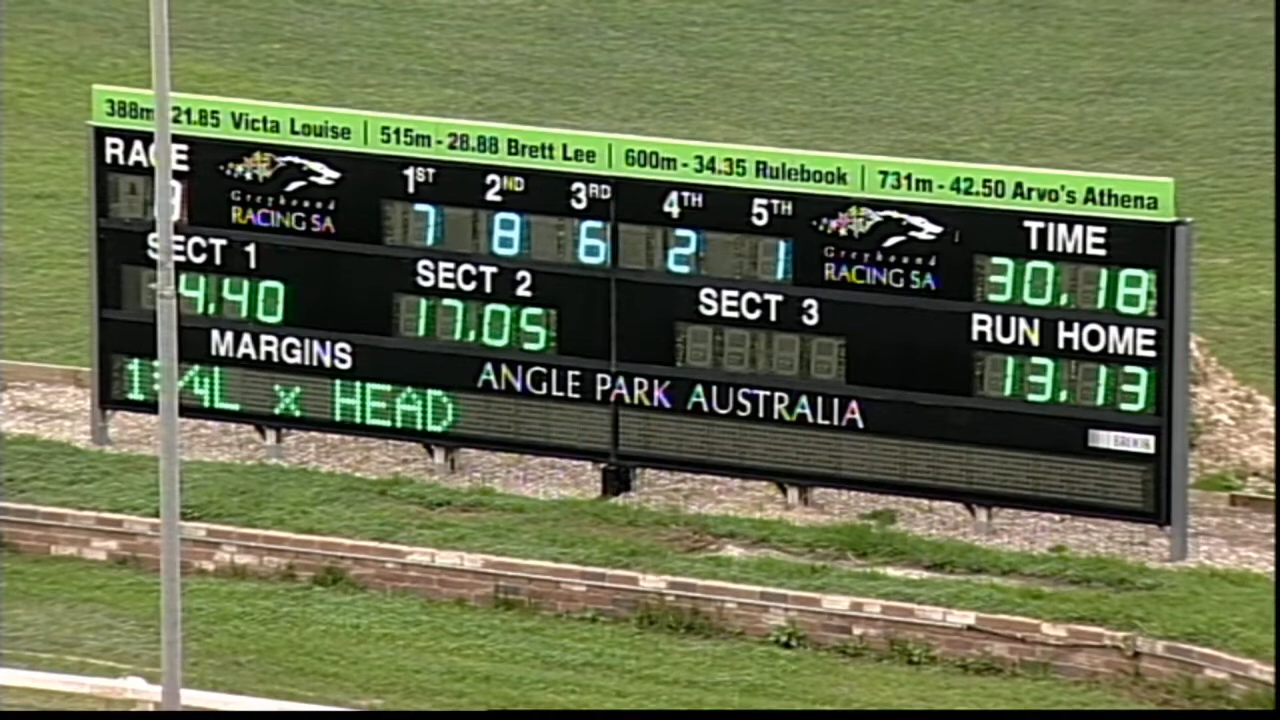 388m 21.85 Victa Louise | 515m - 28.88 Brett Lee | 600m - 34.35 Rulebook | 731m - 42.50 Arvo's Athena
RACE
Greyhound
RACING SA
1ST 2ND 3RD 4TH 5TH
7 8 6 2 1
Greyhound
RACING SA
TIME
30.18
SECT 1
4.40
SECT 2
17.05
SECT 3
RUN HOME
13.13
MARGINS
ANGLE PARK AUSTRALIA
x HEAD